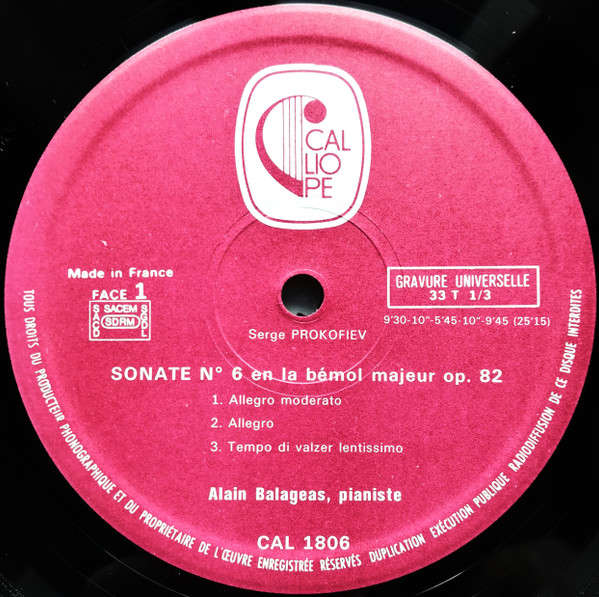 CAL
LIO
PE
Made in France
FACE 1
SACD
SACEM
SDRM
SGDL
GRAVURE UNIVERSELLE
33 T 1/3
9'30-10"-5'45-10"-9'45 (25'15)
Serge PROKOFIEV
SONATE N° 6 en la bémol majeur op. 82
1. Allegro moderato
2. Allegro
3. Tempo di valzer lentissimo
Alain Balageas, pianiste
CAL 1806
TOUS DROITS DU PRODUCTEUR PHONOGRAPHIQUE ET DU PROPRIÉTAIRE DE L'ŒUVRE ENREGISTRÉE RÉSERVÉS DUPLICATION EXÉCUTION PUBLIQUE RADIODIFFUSION DE CE DISQUE INTERDITES